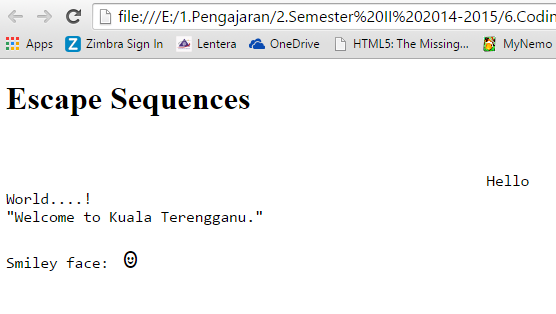 file:///E:/1.Pengajaran/2.Semester%20II%202014-2015/6.Codin
Apps Zimbra Sign In Lentera OneDrive HTML5: The Missing... MyNemo
Escape Sequences
Hello
World....!
"Welcome to Kuala Terengganu."
Smiley face: ☺